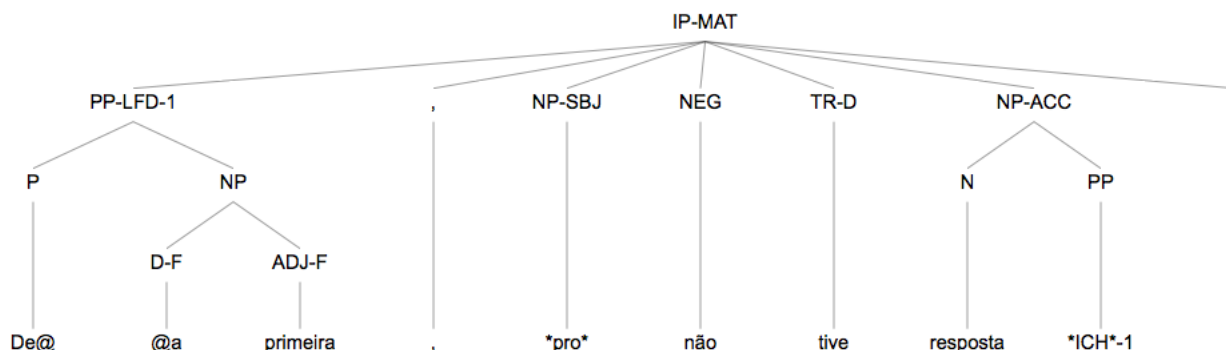 IP-MAT
PP-LFD-1 , NP-SBJ NEG TR-D NP-ACC
P NP N PP
D-F ADJ-F
De@ @a primeira , *pro* não tive resposta *ICH*-1